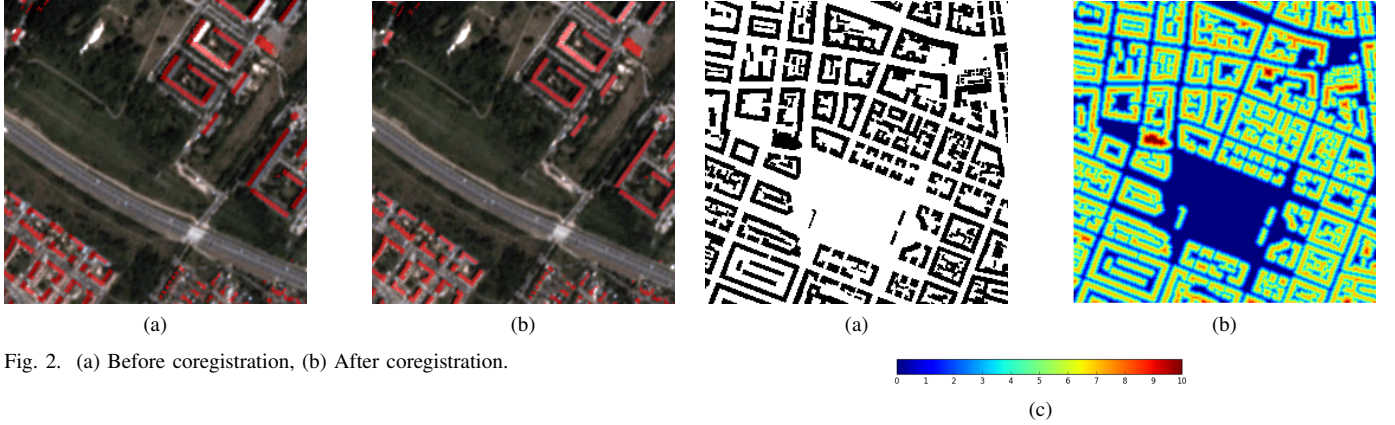 (a)
(b)
Fig. 2. (a) Before coregistration, (b) After coregistration.
(a)
(b)
0 1 2 3 4 5 6 7 8 9 10
(c)